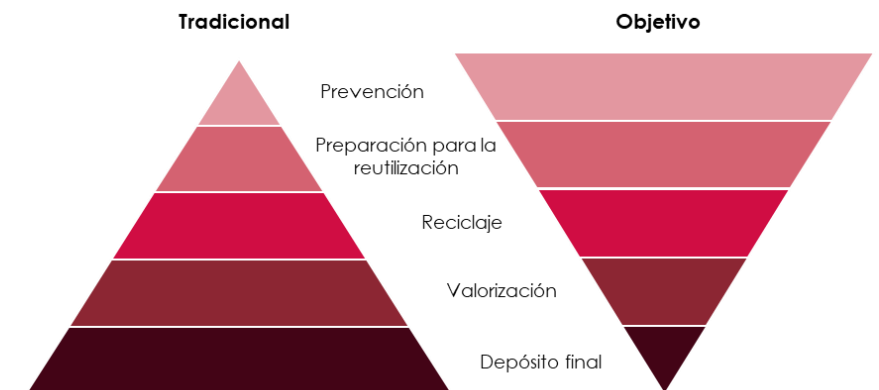 Tradicional
Objetivo
Prevención
Preparación para la
reutilización
Reciclaje
Valorización
Depósito final